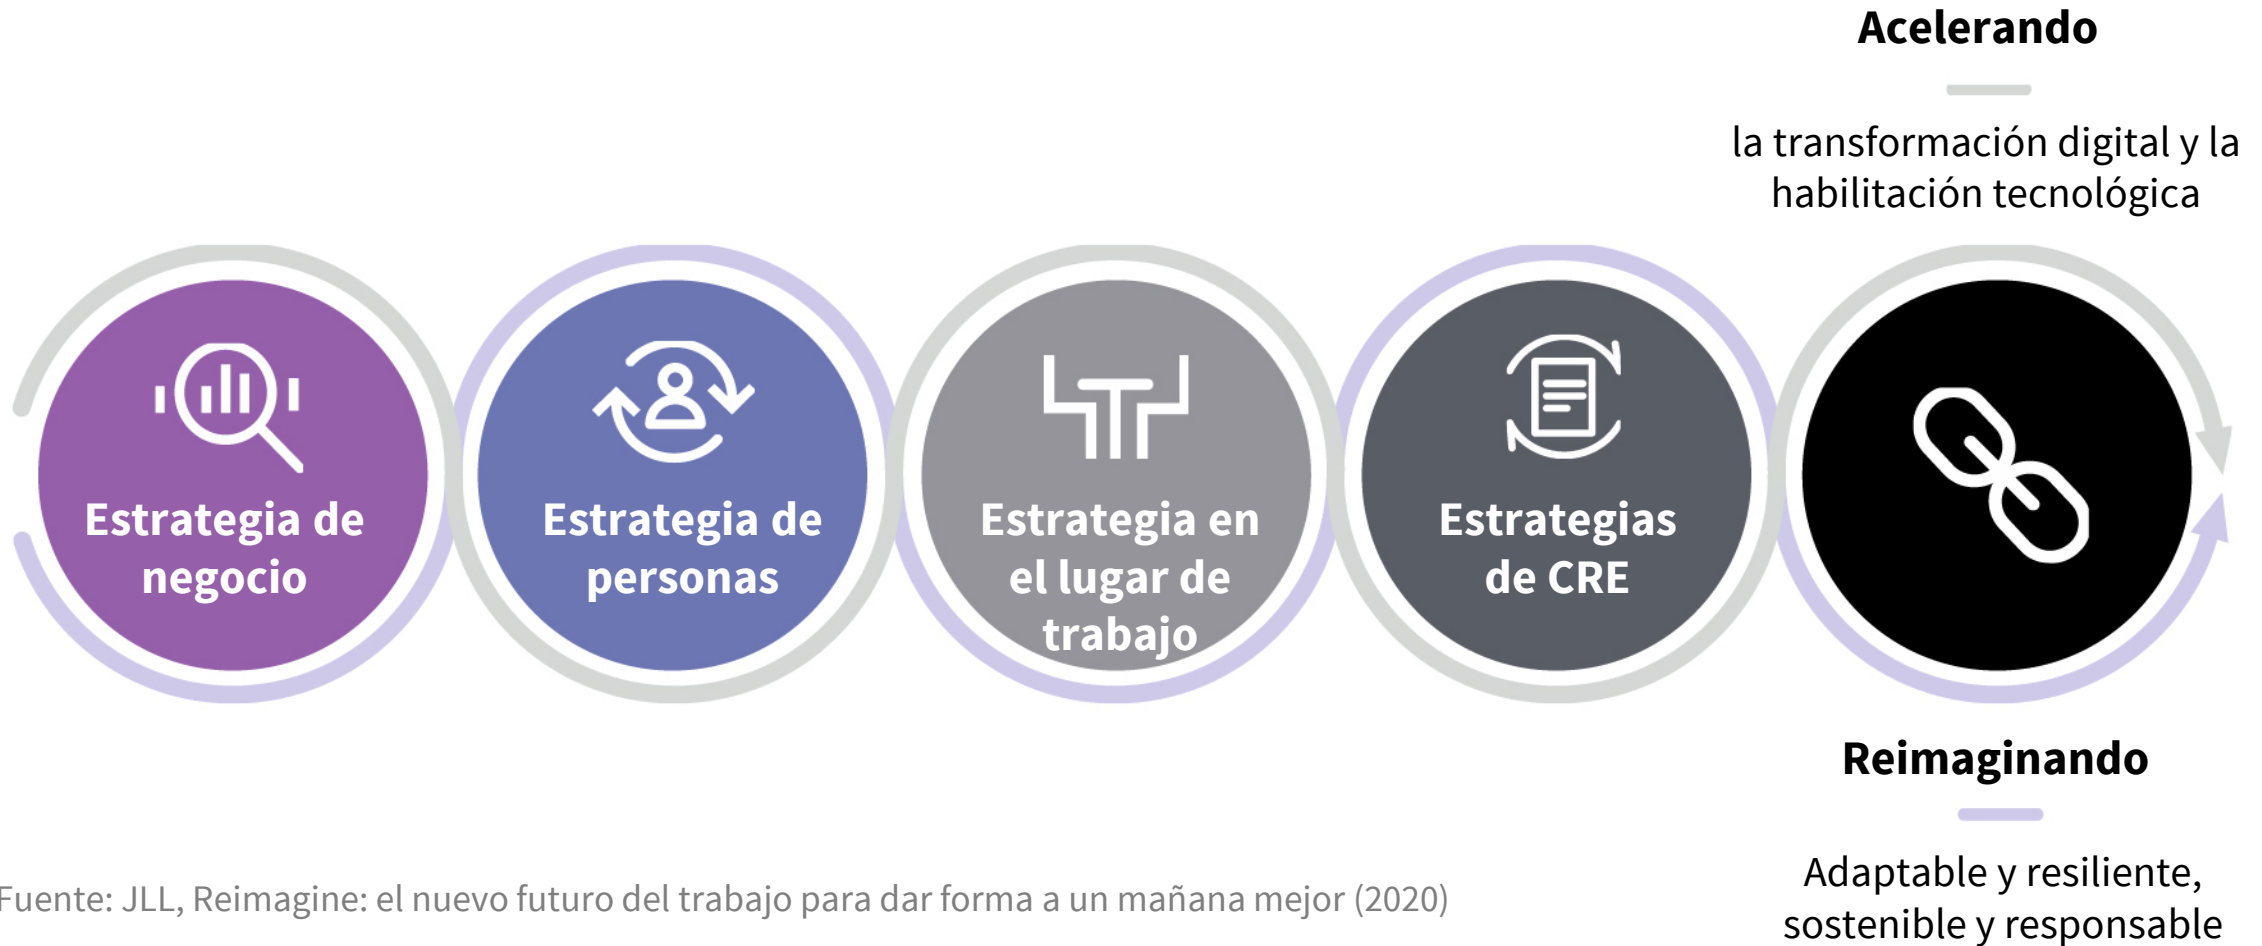 Acelerando
la transformación digital y la
habilitación tecnológica
Estrategia de
negocio
Estrategia de
personas
Estrategia en
el lugar de
trabajo
Estrategias
de CRE
Reimaginando
Adaptable y resiliente,
sostenible y responsable
Fuente: JLL, Reimagine: el nuevo futuro del trabajo para dar forma a un mañana mejor (2020)